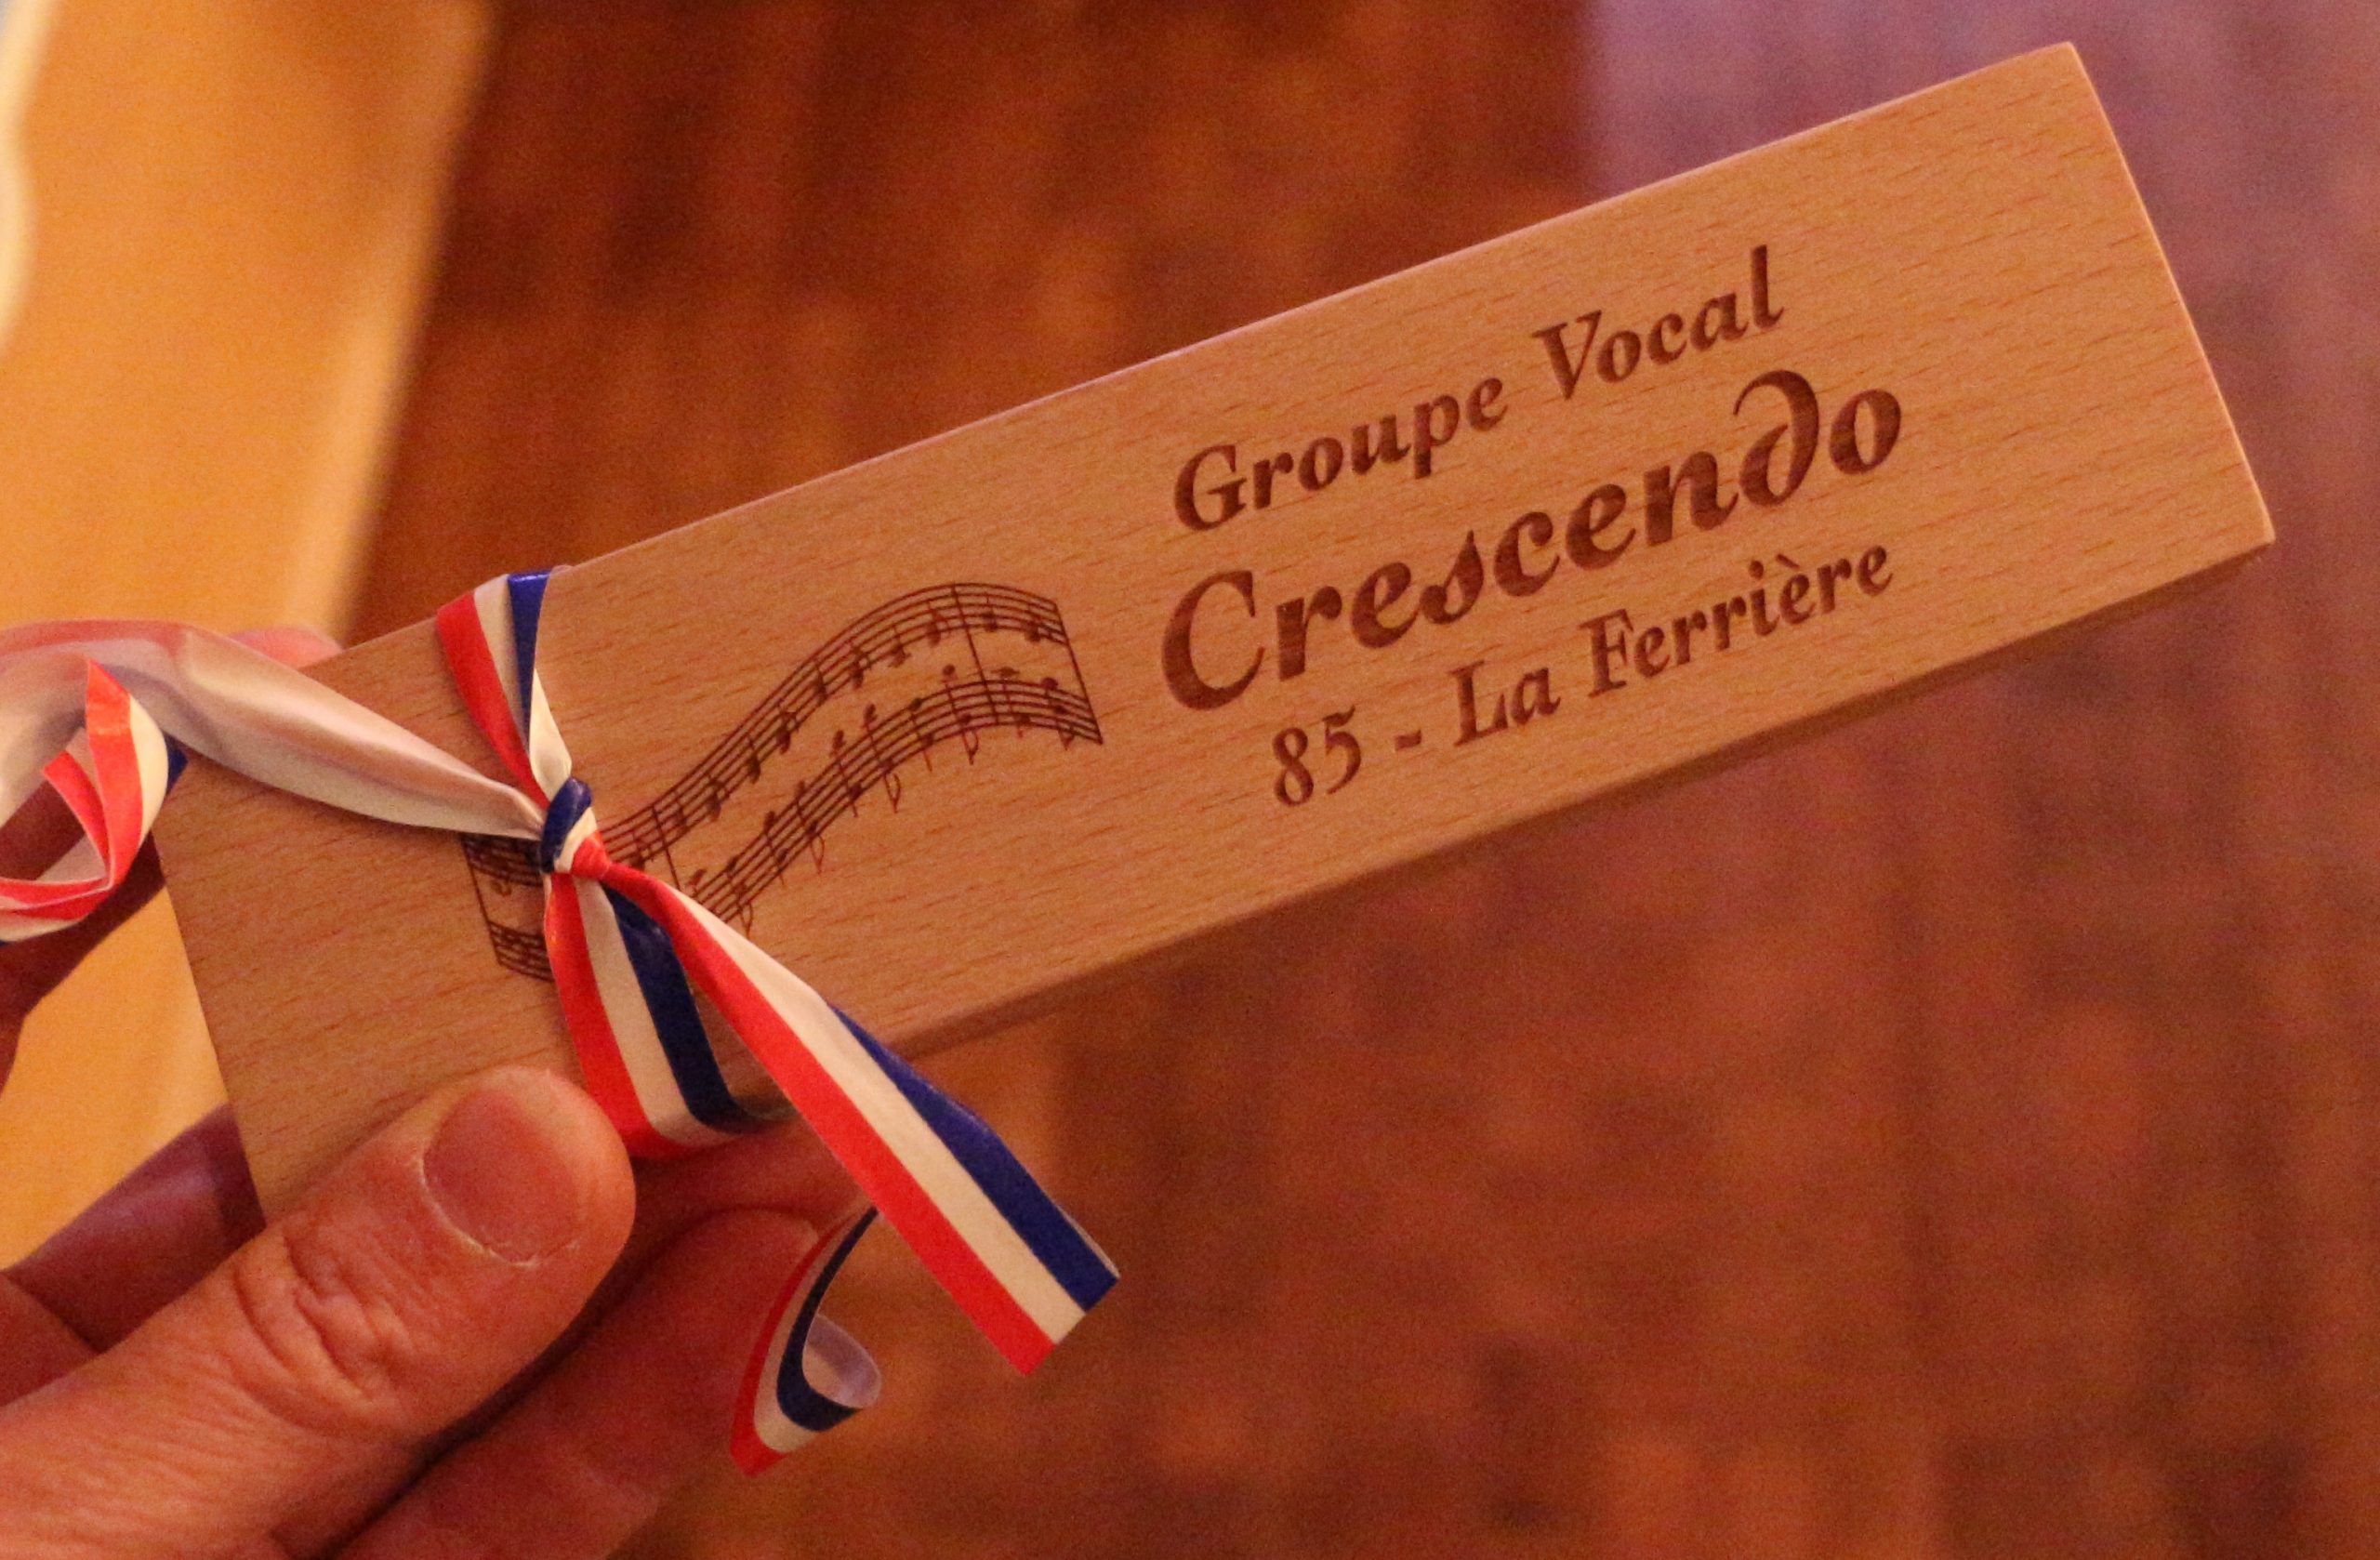 Groupe Vocal
Crescendo
85 - La Ferrière